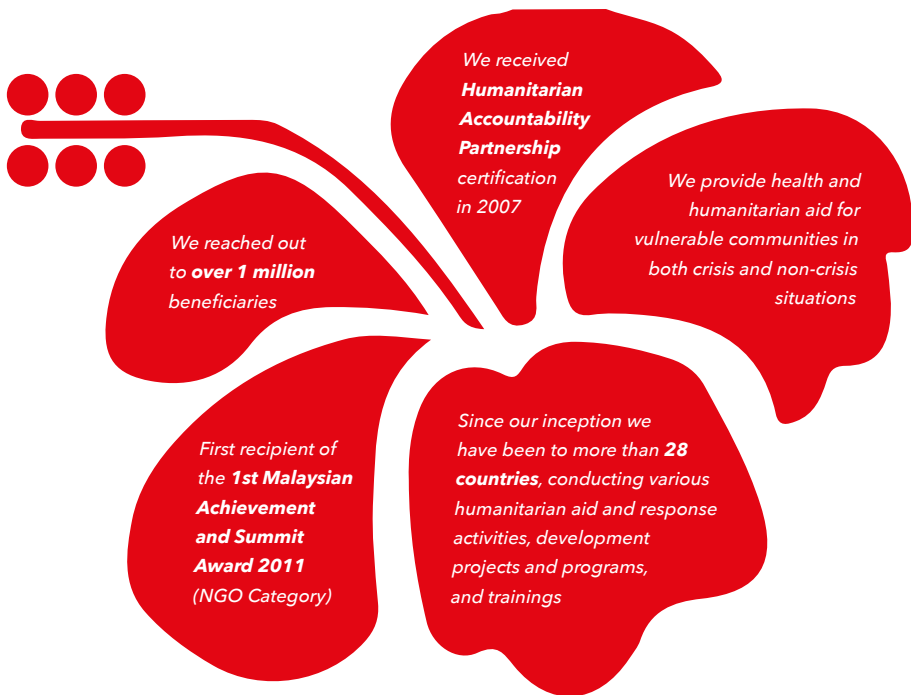 We received
Humanitarian
Accountability
Partnership
certification
in 2007
We provide health and
humanitarian aid for
vulnerable communities in
both crisis and non-crisis
situations
We reached out
to over 1 million
beneficiaries
First recipient of
the 1st Malaysian
Achievement
and Summit
Award 2011
(NGO Category)
Since our inception we
have been to more than 28
countries, conducting various
humanitarian aid and response
activities, development
projects and programs,
and trainings